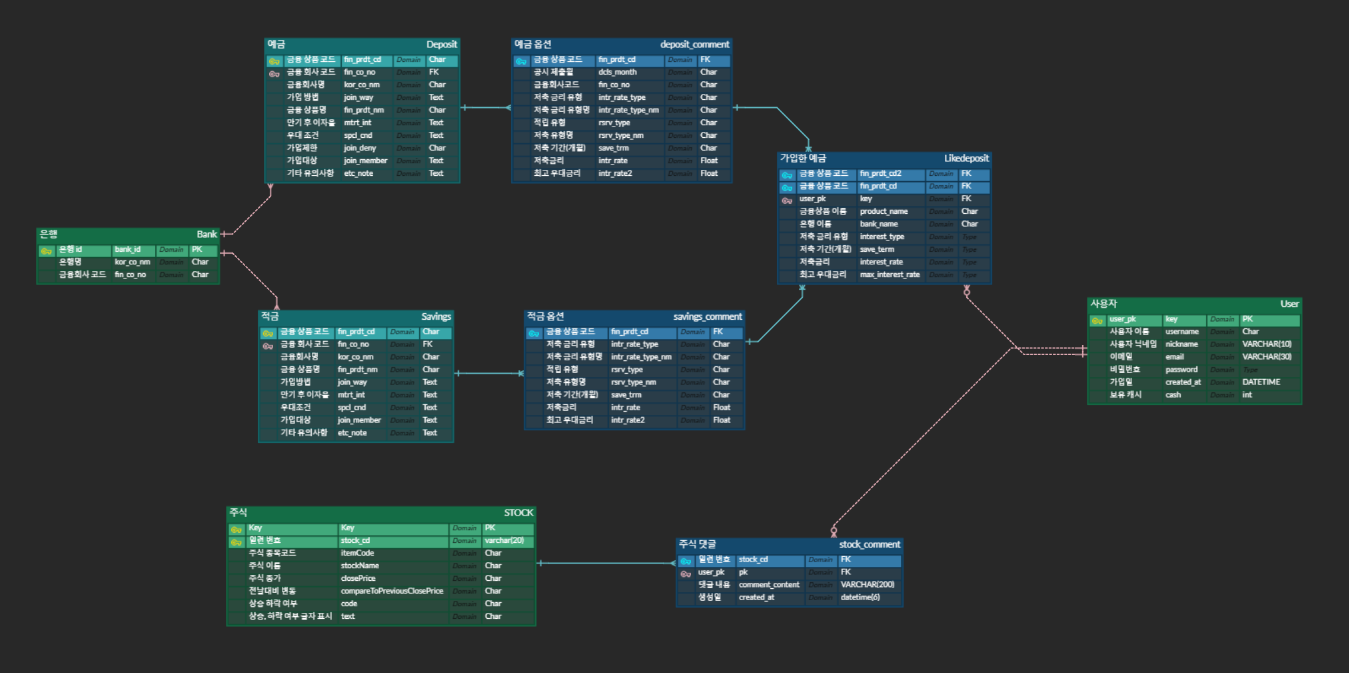 예금 Deposit
금융 상품 코드 fin_prdt_cd Domain Char
금융 회사 코드 fin_co_no Domain FK
금융회사명 kor_co_nm Domain Char
가입 방법 join_way Domain Text
금융 상품명 fin_prdt_nm Domain Char
만기 후 이자율 mtrt_int Domain Text
우대 조건 spcl_cnd Domain Text
가입제한 join_deny Domain Char
가입대상 join_member Domain Text
기타 유의사항 etc_note Domain Text
예금 옵션 deposit_comment
금융 상품 코드 fin_prdt_cd Domain FK
공시 제출월 dcls_month Domain Char
금융회사코드 fin_co_no Domain Char
저축 금리 유형 intr_rate_type Domain Char
저축 금리 유형명 intr_rate_type_nm Domain Char
적립 유형 rsrv_type Domain Char
저축 유형명 rsrv_type_nm Domain Char
저축 기간(개월) save_trm Domain Char
저축금리 intr_rate Domain Float
최고 우대금리 intr_rate2 Domain Float
가입한 예금 Likedeposit
금융 상품 코드 fin_prdt_cd2 Domain FK
금융 상품 코드 fin_prdt_cd Domain FK
user_pk key Domain FK
금융상품 이름 product_name Domain Char
은행 이름 bank_name Domain Char
저축 금리 유형 interest_type Domain Type
저축 기간(개월) save_term Domain Type
저축금리 interest_rate Domain Type
최고 우대금리 max_interest_rate Domain Type
은행 Bank
은행 id bank_id Domain PK
은행명 kor_co_nm Domain Char
금융회사 코드 fin_co_no Domain Char
적금 Savings
금융 상품 코드 fin_prdt_cd Domain Char
금융 회사 코드 fin_co_no Domain FK
금융회사명 kor_co_nm Domain Char
금융 상품명 fin_prdt_nm Domain Char
가입방법 join_way Domain Text
만기 후 이자율 mtrt_int Domain Text
우대조건 spcl_cnd Domain Text
가입대상 join_member Domain Text
기타 유의사항 etc_note Domain Text
적금 옵션 savings_comment
금융 상품 코드 fin_prdt_cd Domain FK
저축 금리 유형 intr_rate_type Domain Char
저축 금리 유형명 intr_rate_type_nm Domain Char
적립 유형 rsrv_type Domain Char
저축 유형명 rsrv_type_nm Domain Char
저축 기간(개월) save_trm Domain Char
저축금리 intr_rate Domain Float
최고 우대금리 intr_rate2 Domain Float
사용자 User
user_pk key Domain PK
사용자 이름 username Domain Char
사용자 닉네임 nickname Domain VARCHAR(10)
이메일 email Domain VARCHAR(30)
비밀번호 password Domain Type
가입일 created_at Domain DATETIME
보유 캐시 cash Domain int
주식 STOCK
Key Key Domain PK
일련 번호 stock_cd Domain varchar(20)
주식 종목코드 itemCode Domain Char
주식 이름 stockName Domain Char
주식 종가 closePrice Domain Char
전날대비 변동 compareToPreviousClosePrice Domain Char
상승 하락 여부 code Domain Char
상승, 하락 여부 글자 표시 text Domain Char
주식 댓글 stock_comment
일련 번호 stock_cd Domain FK
user_pk pk Domain FK
댓글 내용 comment_content Domain VARCHAR(200)
생성일 created_at Domain datetime(6)